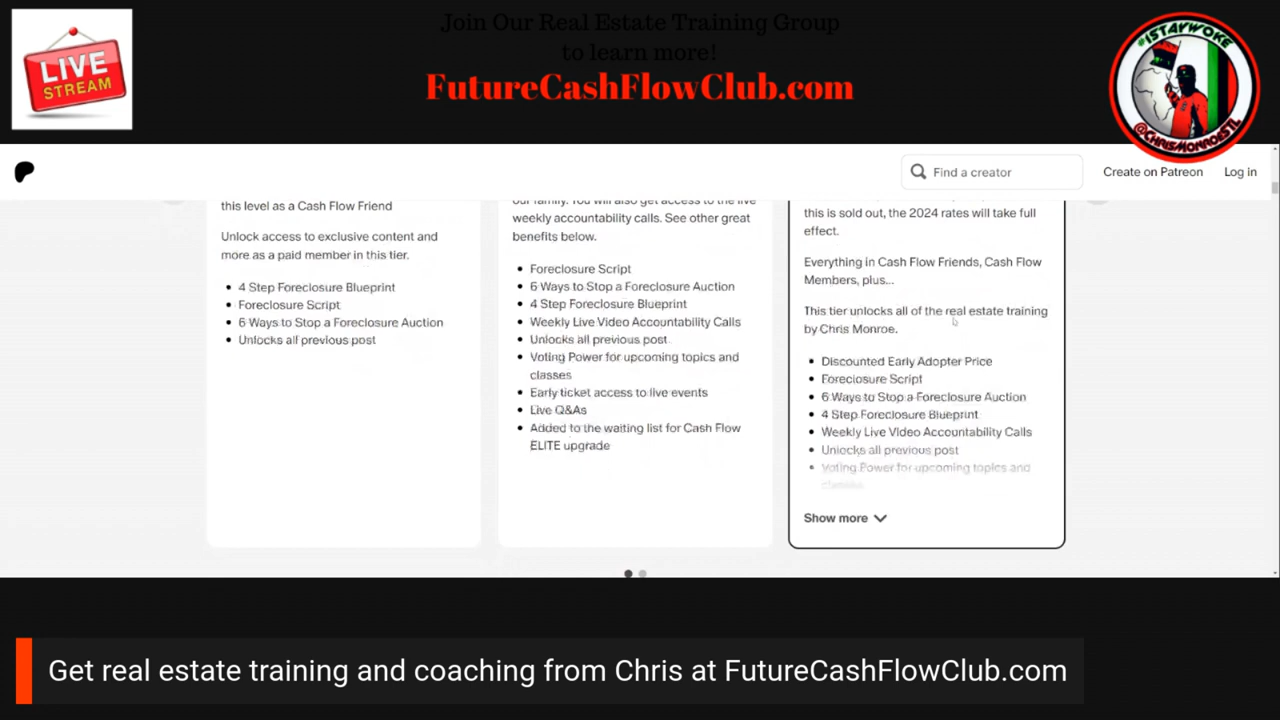 LIVE
STREAM
Join Our Real Estate Training Group
to learn more!
FutureCashFlowClub.com
#ISTAYWOKE
@CHRISMONROESTL
Find a creator
Create on Patreon
Log in
this level as a Cash Flow Friend
Unlock access to exclusive content and
more as a paid member in this tier.
• 4 Step Foreclosure Blueprint
• Foreclosure Script
• 6 Ways to Stop a Foreclosure Auction
• Unlocks all previous post
our family. You will also get access to the live
weekly accountability calls. See other great
benefits below.
• Foreclosure Script
• 6 Ways to Stop a Foreclosure Auction
• 4 Step Foreclosure Blueprint
• Weekly Live Video Accountability Calls
• Unlocks all previous post
• Voting Power for upcoming topics and
classes
• Early ticket access to live events
• Live Q&As
• Added to the waiting list for Cash Flow
ELITE upgrade
this is sold out, the 2024 rates will take full
effect.
Everything in Cash Flow Friends, Cash Flow
Members, plus...
This tier unlocks all of the real estate training
by Chris Monroe.
• Discounted Early Adopter Price
• Foreclosure Script
• 6 Ways to Stop a Foreclosure Auction
• 4 Step Foreclosure Blueprint
• Weekly Live Video Accountability Calls
• Unlocks all previous post
• Voting Power for upcoming topics and
classes
Show more
Get real estate training and coaching from Chris at FutureCashFlowClub.com